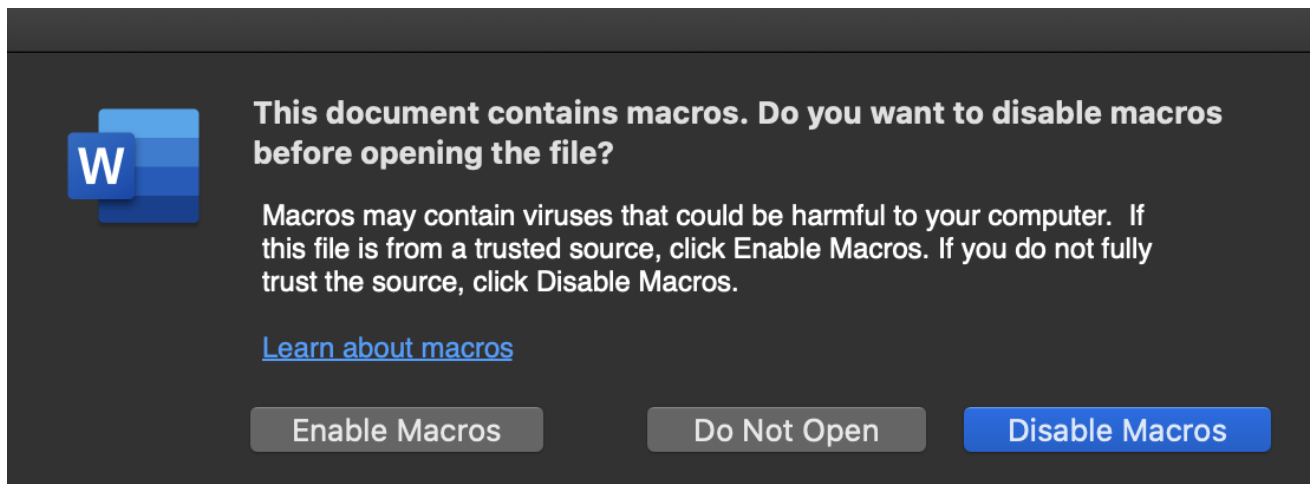 W
This document contains macros. Do you want to disable macros
before opening the file?
Macros may contain viruses that could be harmful to your computer.  If
this file is from a trusted source, click Enable Macros. If you do not fully
trust the source, click Disable Macros.
Learn about macros
Enable Macros
Do Not Open
Disable Macros